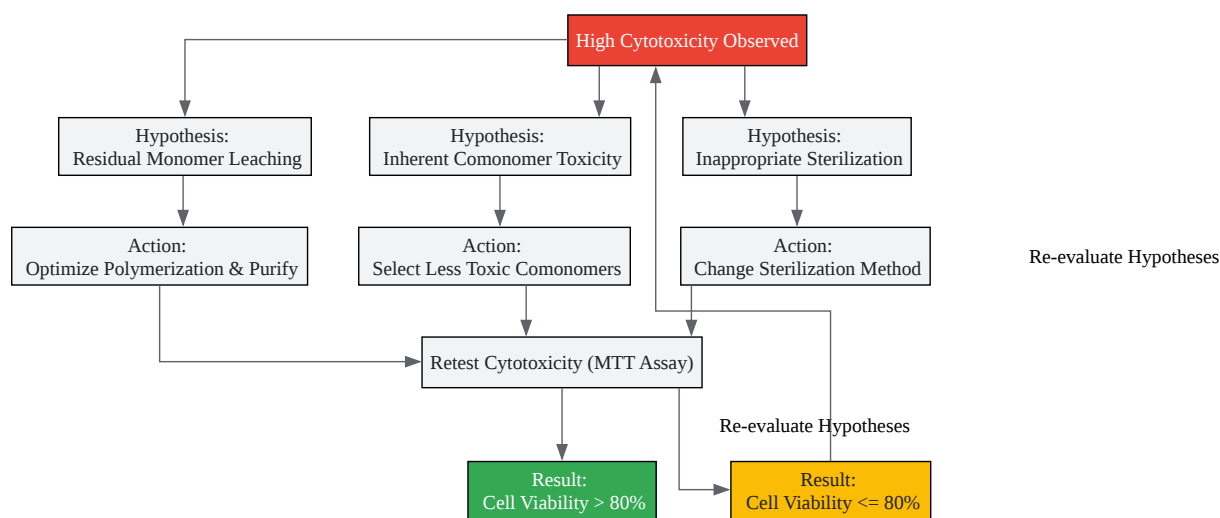 High Cytotoxicity Observed
Hypothesis:
Residual Monomer Leaching
Hypothesis:
Inherent Comonomer Toxicity
Hypothesis:
Inappropriate Sterilization
Action:
Optimize Polymerization & Purify
Action:
Select Less Toxic Comonomers
Action:
Change Sterilization Method
Re-evaluate Hypotheses
Retest Cytotoxicity (MTT Assay)
Re-evaluate Hypotheses
Result:
Cell Viability > 80%
Result:
Cell Viability <= 80%